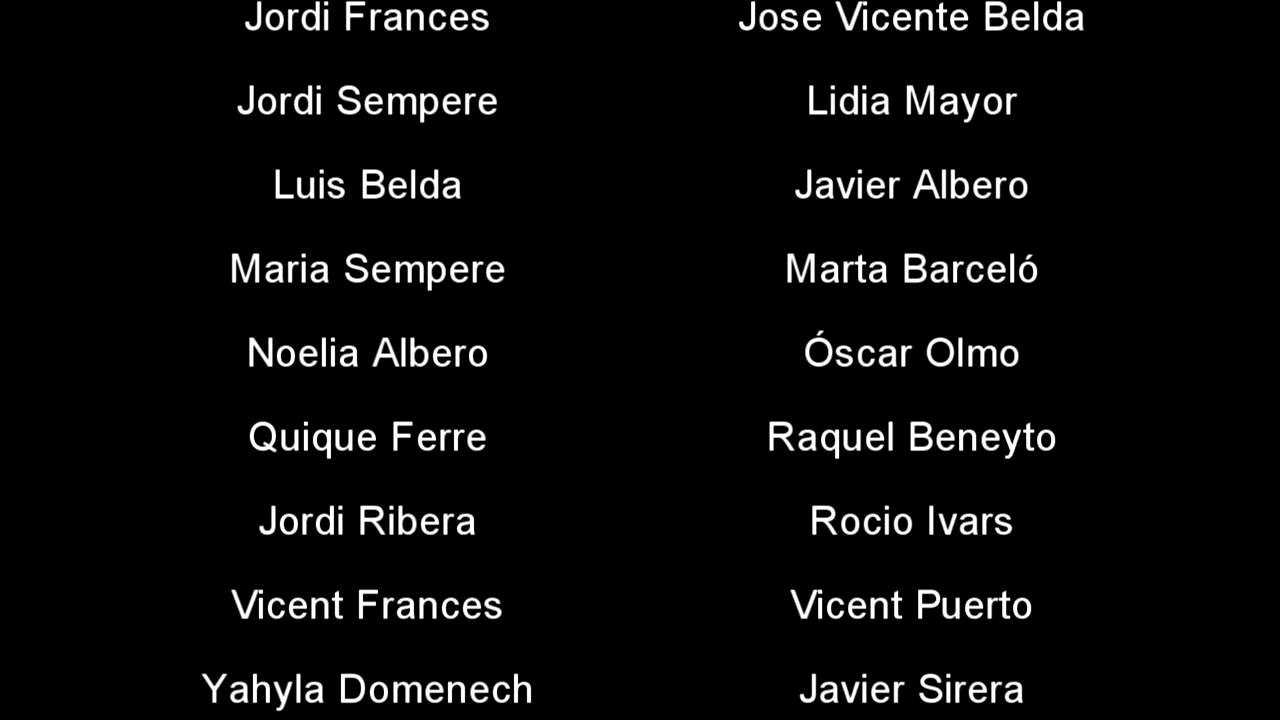 Jordi Frances
Jose Vicente Belda
Jordi Sempere
Lidia Mayor
Luis Belda
Javier Albero
Maria Sempere
Marta Barceló
Noelia Albero
Óscar Olmo
Quique Ferre
Raquel Beneyto
Jordi Ribera
Rocio Ivars
Vicent Frances
Vicent Puerto
Yahyla Domenech
Javier Sirera